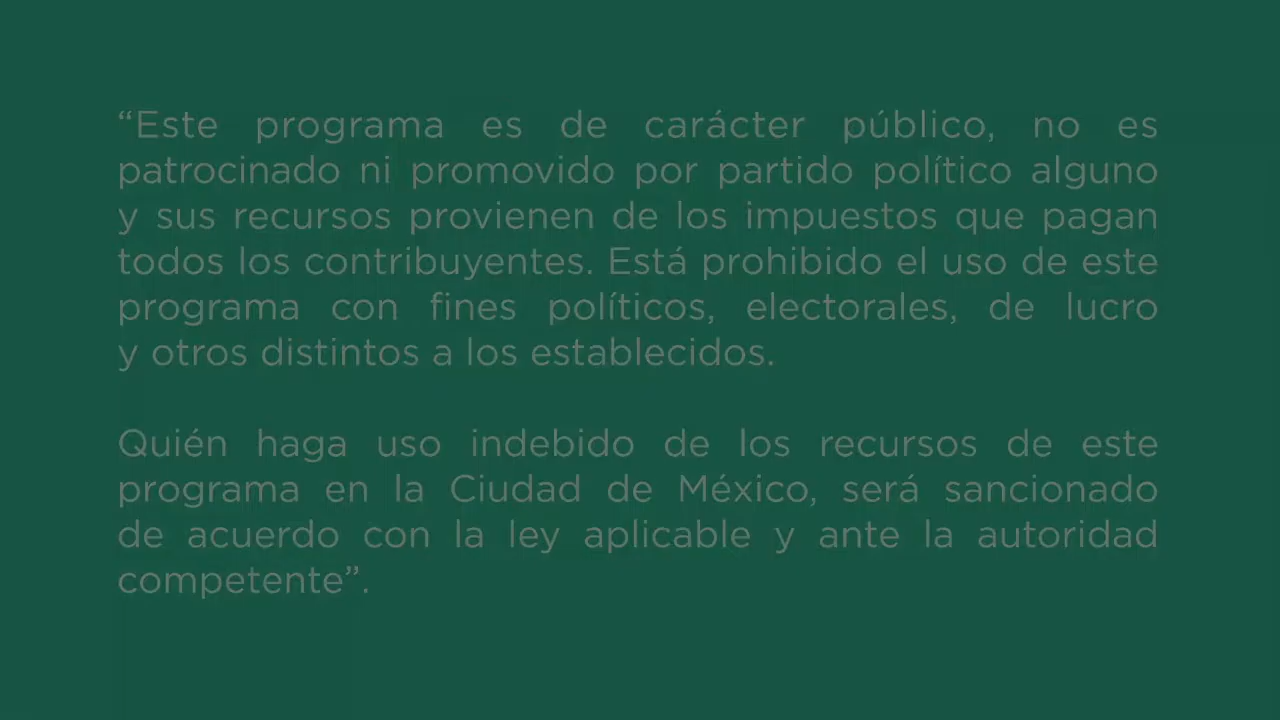 “Este programa es de carácter público, no es
patrocinado ni promovido por partido político alguno
y sus recursos provienen de los impuestos que pagan
todos los contribuyentes. Está prohibido el uso de este
programa con fines políticos, electorales, de lucro
y otros distintos a los establecidos.
Quién haga uso indebido de los recursos de este
programa en la Ciudad de México, será sancionado
de acuerdo con la ley aplicable y ante la autoridad
competente”.